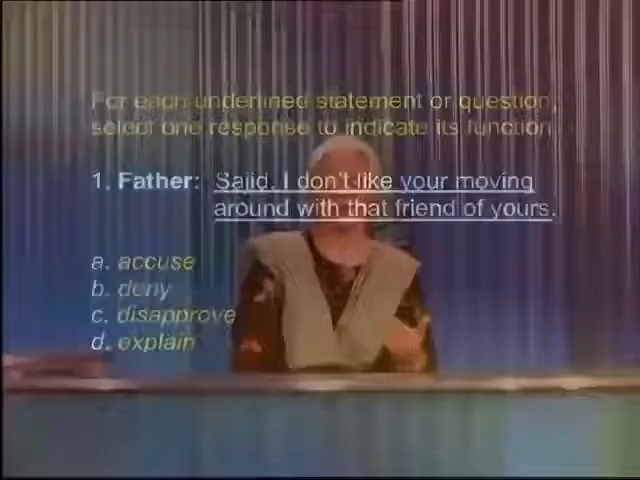 For each underlined statement or question,
select one response to indicate its function.
1. Father: Sajid, I don't like your moving
around with that friend of yours.
a. accuse
b. deny
c. disapprove
d. explain